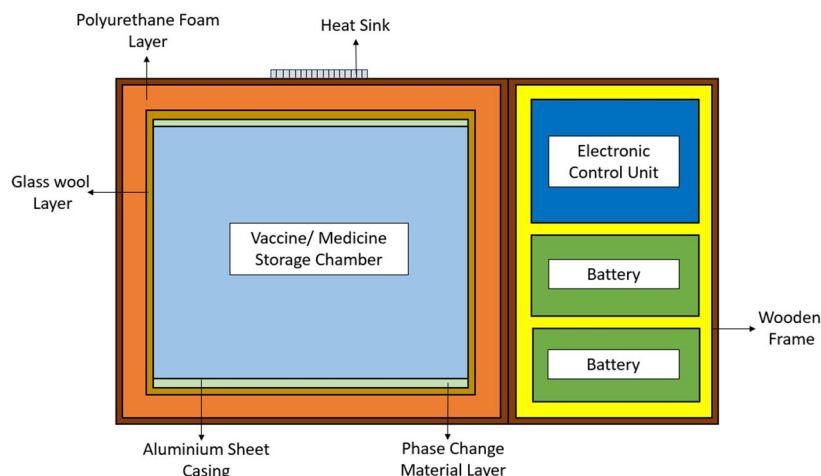 Polyurethane Foam
Layer
Heat Sink
Electronic
Control Unit
Glass wool
Layer
Vaccine/ Medicine
Storage Chamber
Battery
Wooden
Frame
Battery
Aluminium Sheet
Casing
Phase Change
Material Layer